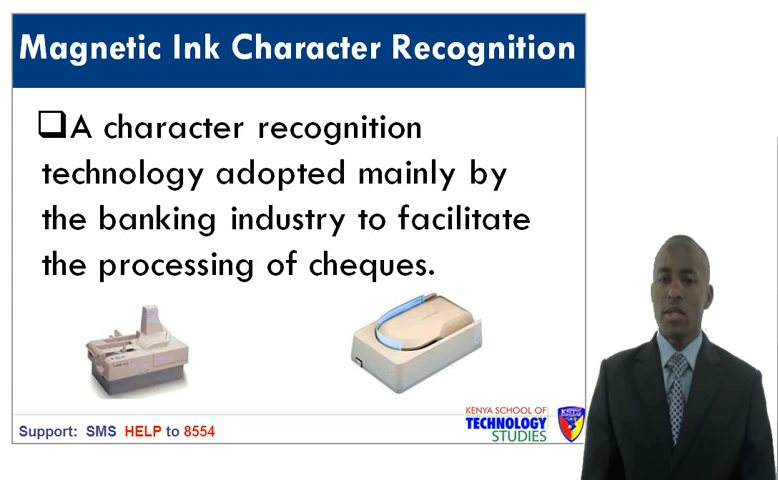 Magnetic Ink Character Recognition
❑A character recognition
technology adopted mainly by
the banking industry to facilitate
the processing of cheques.
KENYA SCHOOL OF
TECHNOLOGY
STUDIES
Support: SMS HELP to 8554